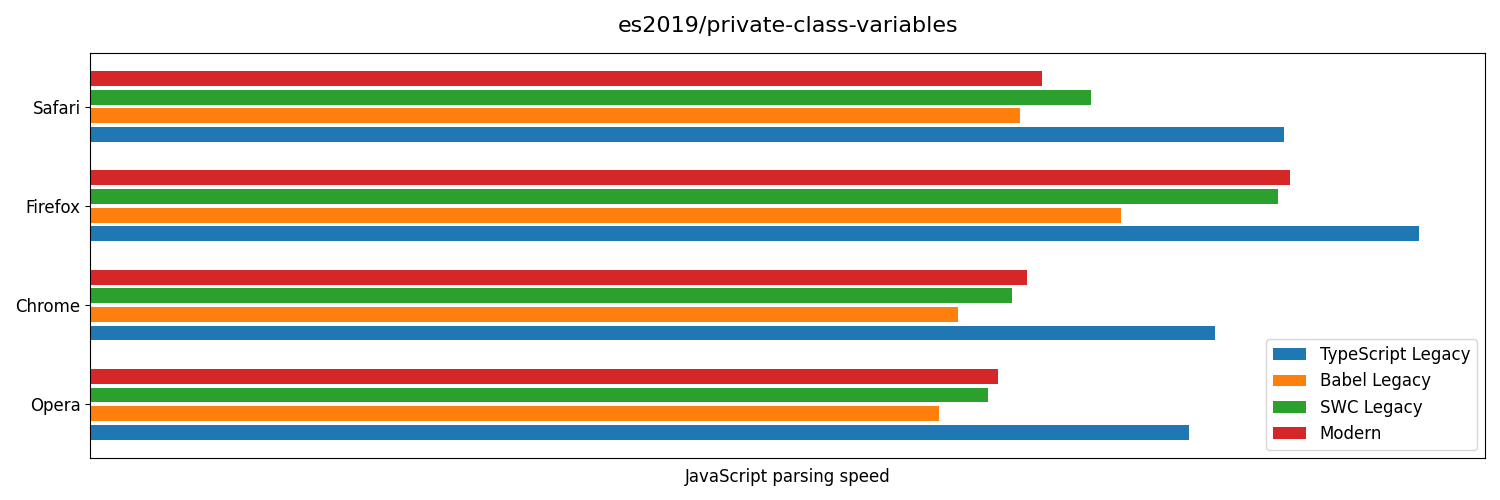 es2019/private-class-variables
Safari
Firefox
Chrome
Opera
TypeScript Legacy
Babel Legacy
SWC Legacy
Modern
JavaScript parsing speed